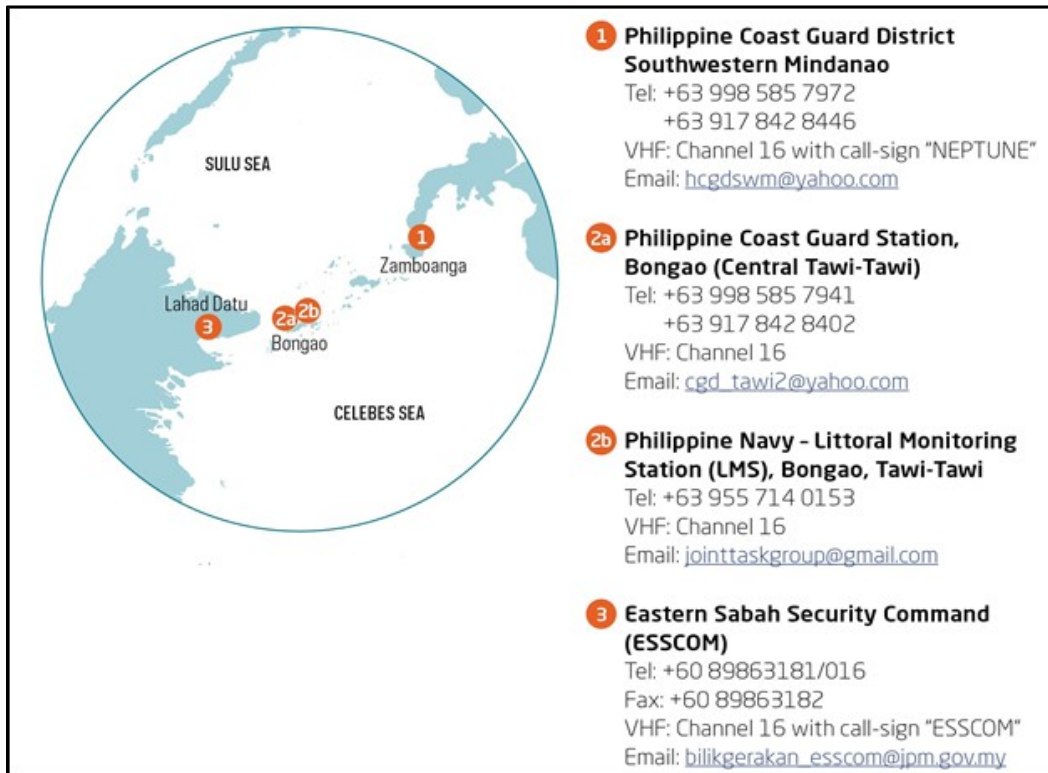 SULU SEA
1
Zamboanga
Lahad Datu
3
2a
2b
Bongao
CELEBES SEA
1 Philippine Coast Guard District
Southwestern Mindanao
Tel: +63 998 585 7972
+63 917 842 8446
VHF: Channel 16 with call-sign “NEPTUNE”
Email: hcgdswm@yahoo.com
2a Philippine Coast Guard Station,
Bongao (Central Tawi-Tawi)
Tel: +63 998 585 7941
+63 917 842 8402
VHF: Channel 16
Email: cgd_tawi2@yahoo.com
2b Philippine Navy – Littoral Monitoring
Station (LMS), Bongao, Tawi-Tawi
Tel: +63 955 714 0153
VHF: Channel 16
Email: jointtaskgroup@gmail.com
3 Eastern Sabah Security Command
(ESSCOM)
Tel: +60 89863181/016
Fax: +60 89863182
VHF: Channel 16 with call-sign “ESSCOM”
Email: bilikgerakan_esscom@jpm.gov.my